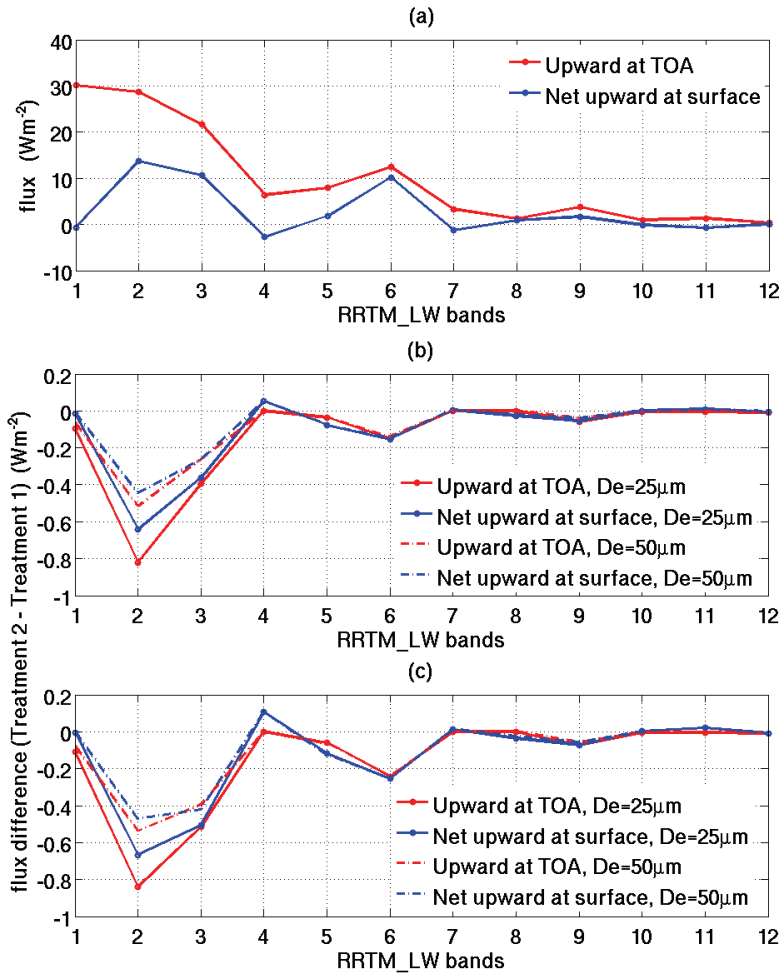 (a)
40
30
20
10
0
-10
flux (Wm-2)
Upward at TOA
Net upward at surface
1 2 3 4 5 6 7 8 9 10 11 12
RRTM_LW bands
(b)
0.2
0
-0.2
-0.4
-0.6
-0.8
-1
Upward at TOA, De=25μm
Net upward at surface, De=25μm
Upward at TOA, De=50μm
Net upward at surface, De=50μm
1 2 3 4 5 6 7 8 9 10 11 12
RRTM_LW bands
flux difference (Treatment 2 - Treatment 1) (Wm-2)
(c)
0.2
0
-0.2
-0.4
-0.6
-0.8
-1
Upward at TOA, De=25μm
Net upward at surface, De=25μm
Upward at TOA, De=50μm
Net upward at surface, De=50μm
1 2 3 4 5 6 7 8 9 10 11 12
RRTM_LW bands